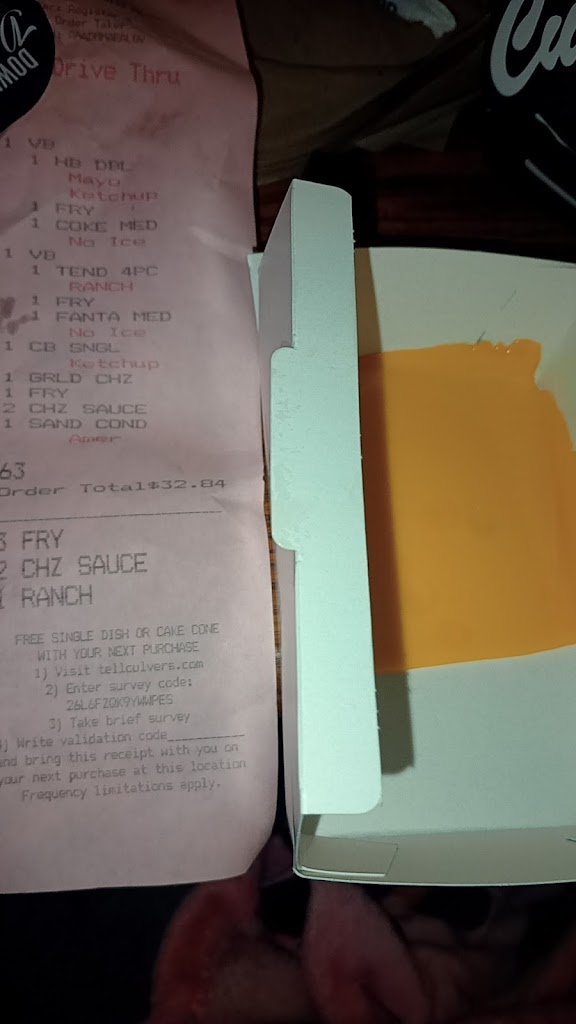 Drive Thru
1 VB
1 HB DBL
Mayo
Ketchup
1 FRY
1 COKE MED
No Ice
1 VB
1 TEND 4PC
RANCH
1 FRY
1 FANTA MED
No Ice
1 CB SNGL
Ketchup
1 GRLD CHZ
1 FRY
2 CHZ SAUCE
1 SAND COND
Amer
63
Order Total$32.84
3 FRY
2 CHZ SAUCE
1 RANCH
FREE SINGLE DISH OR CAKE CONE
WITH YOUR NEXT PURCHASE
1) Visit tellculvers.com
2) Enter survey code:
26L6FZQK9YWWPES
3) Take brief survey
4) Write validation code__________
and bring this receipt with you on
your next purchase at this location
Frequency limitations apply.